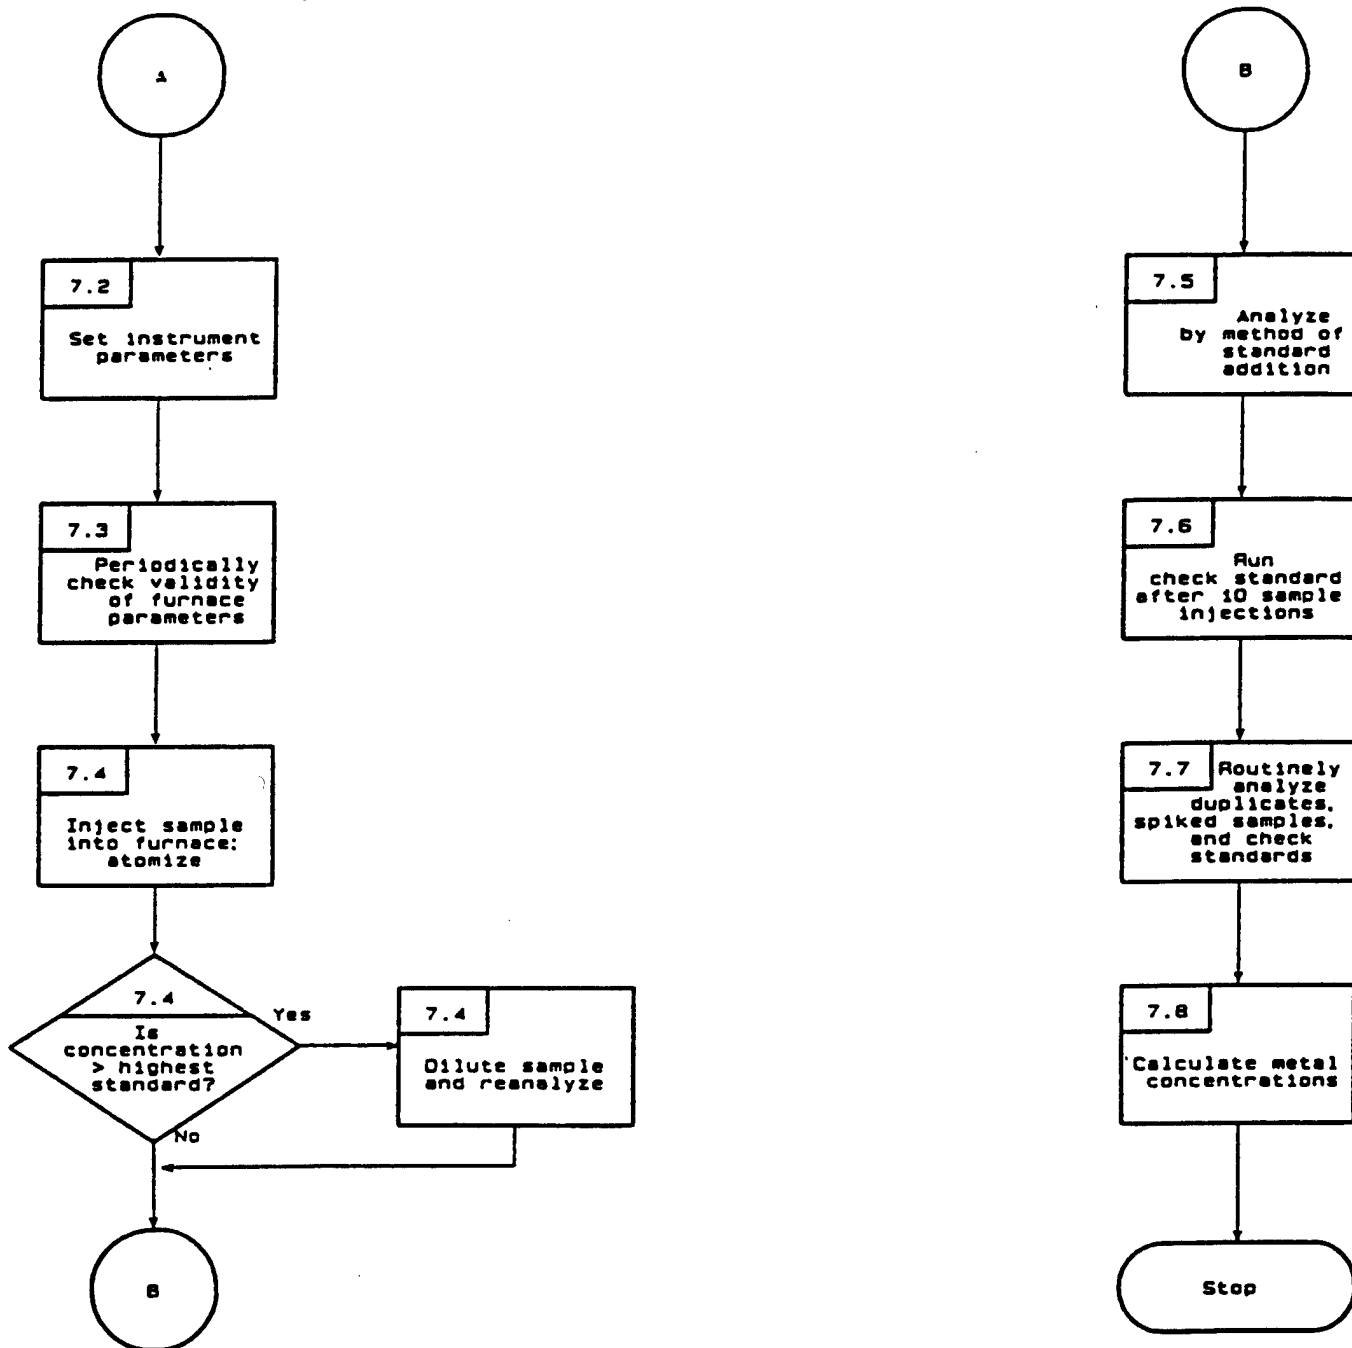 A
7.2
Set instrument
parameters
7.3
Periodically
check validity
of furnace
parameters
7.4
Inject sample
into furnace;
atomize
7.4
Is
concentration
> highest
standard?
Yes
No
7.4
Dilute sample
and reanalyze
B
B
7.5
Analyze
by method of
standard
addition
7.6
Run
check standard
after 10 sample
injections
7.7
Routinely
analyze
duplicates,
spiked samples,
and check
standards
7.8
Calculate metal
concentrations
Stop